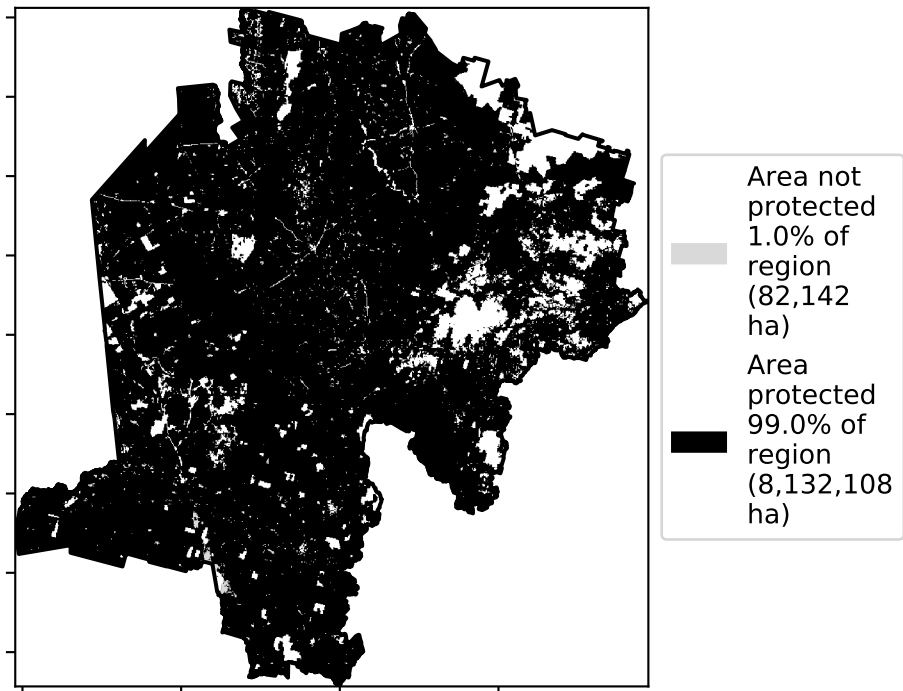 Area not
protected
1.0% of
region
(82,142
ha)
Area
protected
99.0% of
region
(8,132,108
ha)